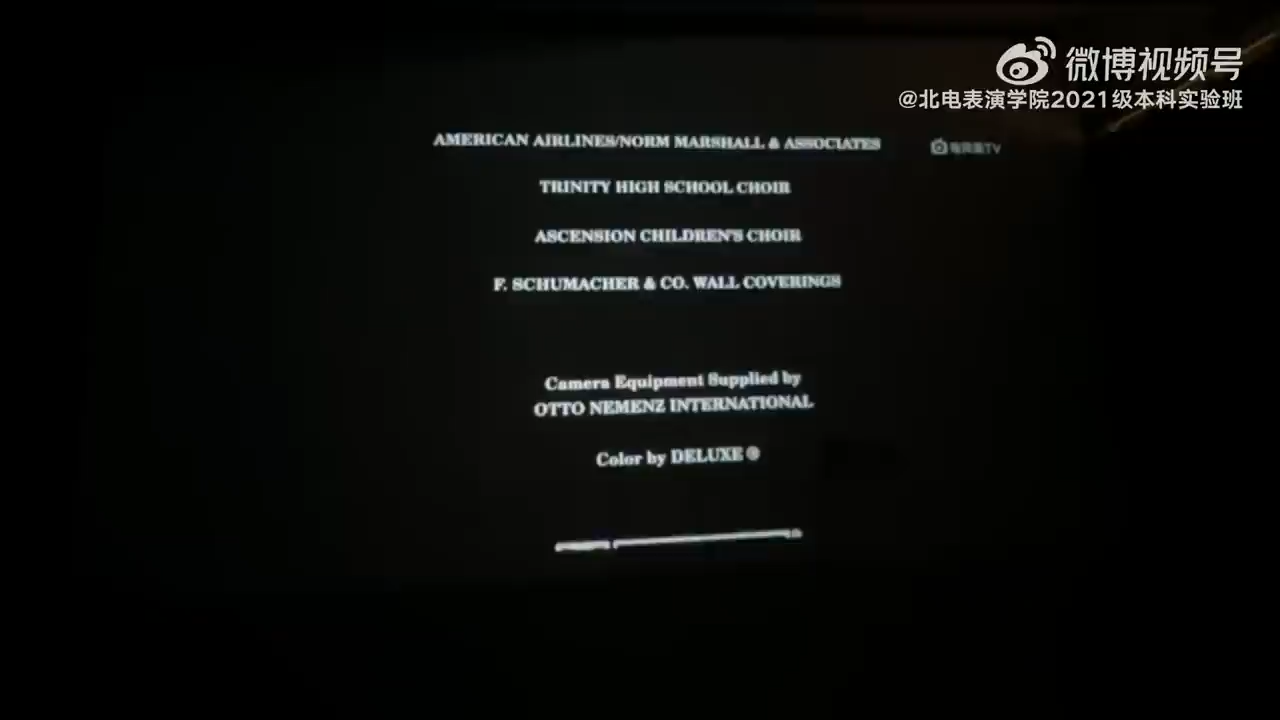 微博视频号
@北电表演学院2021级本科实验班
AMERICAN AIRLINES/NORM MARSHALL & ASSOCIATES
TRINITY HIGH SCHOOL CHOIR
ASCENSION CHILDREN'S CHOIR
F. SCHUMACHER & CO. WALL COVERINGS
Camera Equipment Supplied by
OTTO NEMENZ INTERNATIONAL
Color by DELUXE ®